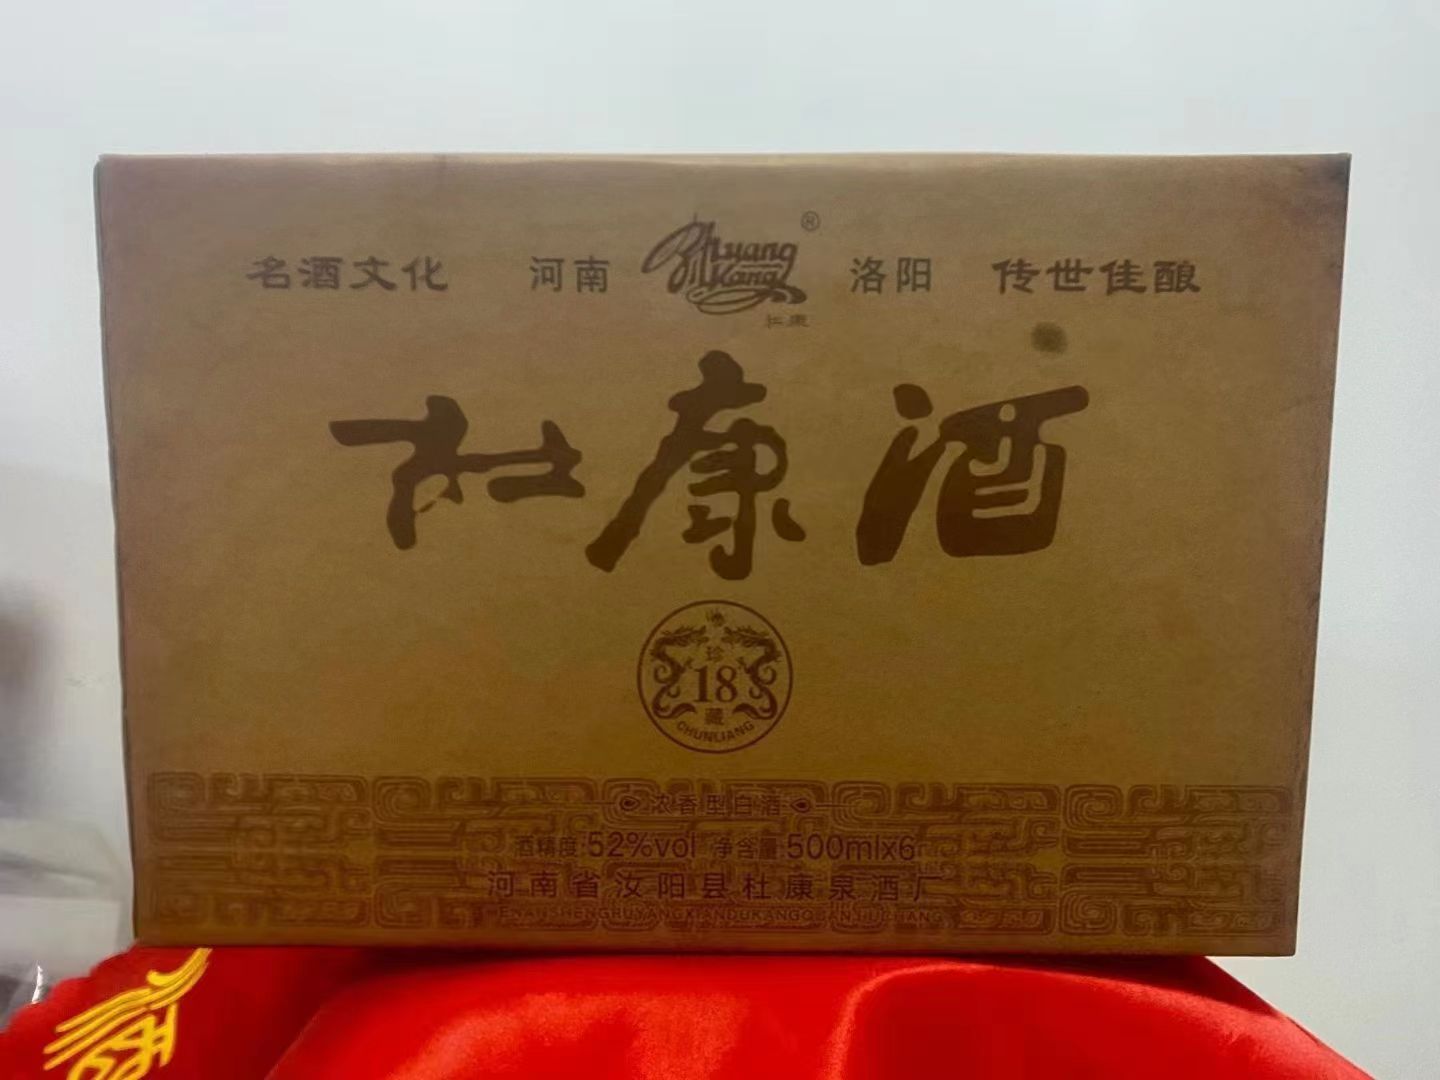 名酒文化 河南 ® 洛阳 传世佳酿
杜康
杜康酒
珍
18
藏
CHUNLIANG
浓香型白酒
酒精度:52%vol 净含量:500mlx6
河南省汝阳县杜康泉酒厂
HENANSHENGRUYANGXIANDUKANGQUANJIUCHANG